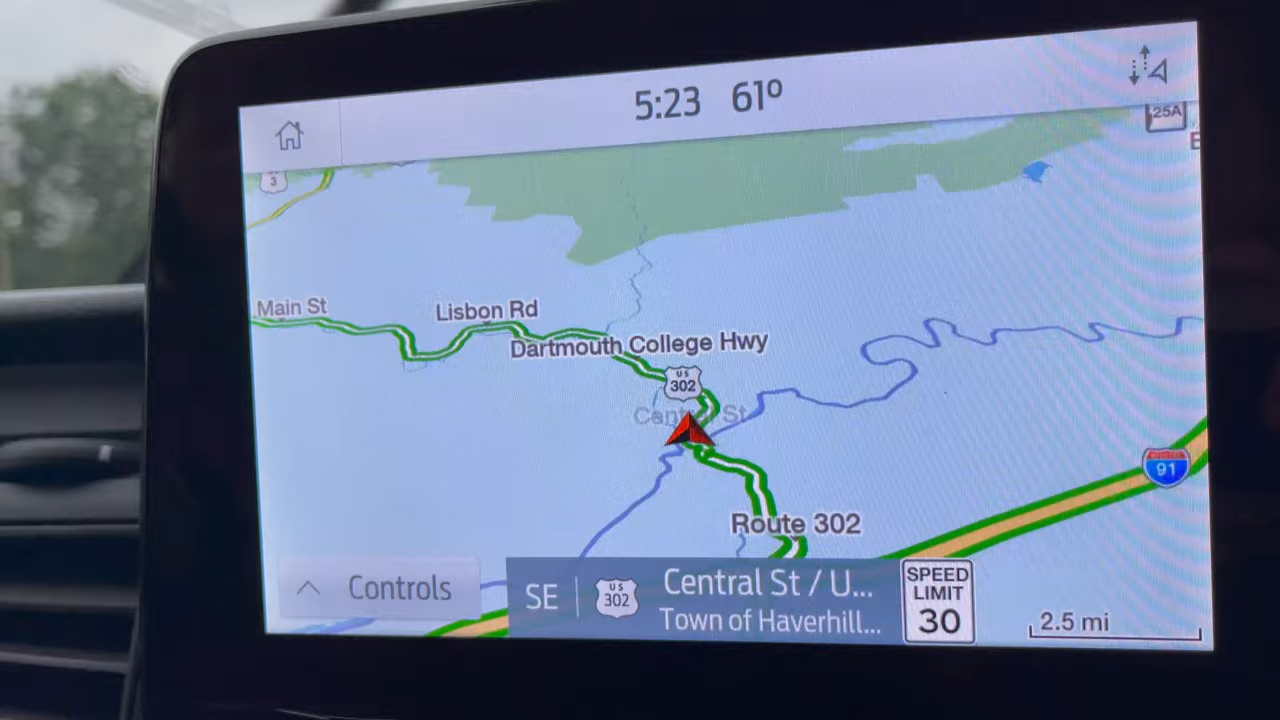 5:23 61°
25A
E
3
Main St
Lisbon Rd
Dartmouth College Hwy
US
302
Central St
91
Route 302
Controls
SE
US
302
Central St / U...
Town of Haverhill...
SPEED
LIMIT
30
2.5 mi